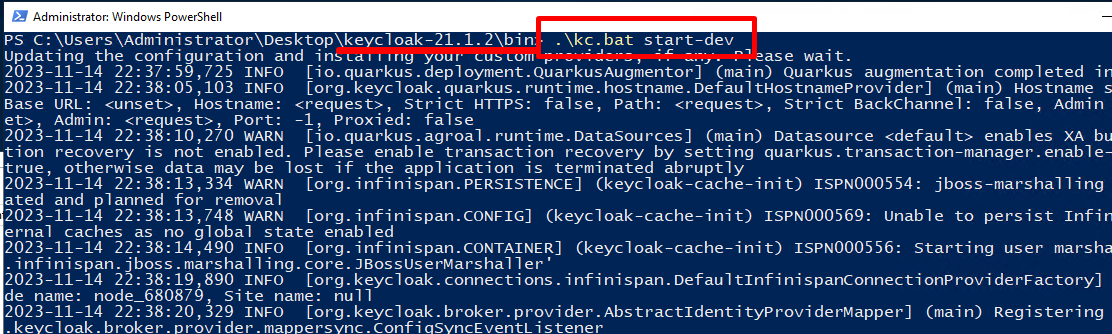 Administrator: Windows PowerShell
PS C:\Users\Administrator\Desktop\keycloak-21.1.2\bin> .\kc.bat start-dev
Updating the configuration and installing your custom providers, if any. Please wait.
2023-11-14 22:37:59,725 INFO  [io.quarkus.deployment.QuarkusAugmentor] (main) Quarkus augmentation completed in
2023-11-14 22:38:05,103 INFO  [org.keycloak.quarkus.runtime.hostname.DefaultHostnameProvider] (main) Hostname s
Base URL: <unset>, Hostname: <request>, Strict HTTPS: false, Path: <request>, Strict BackChannel: false, Admin
et>, Admin: <request>, Port: -1, Proxied: false
2023-11-14 22:38:10,270 WARN  [io.quarkus.agroal.runtime.DataSources] (main) Datasource <default> enables XA bu
tion recovery is not enabled. Please enable transaction recovery by setting quarkus.transaction-manager.enable-
true, otherwise data may be lost if the application is terminated abruptly
2023-11-14 22:38:13,334 WARN  [org.infinispan.PERSISTENCE] (keycloak-cache-init) ISPN000554: jboss-marshalling
ated and planned for removal
2023-11-14 22:38:13,748 WARN  [org.infinispan.CONFIG] (keycloak-cache-init) ISPN000569: Unable to persist Infin
ernal caches as no global state enabled
2023-11-14 22:38:14,490 INFO  [org.infinispan.CONTAINER] (keycloak-cache-init) ISPN000556: Starting user marsha
.infinispan.jboss.marshalling.core.JBossUserMarshaller'
2023-11-14 22:38:19,890 INFO  [org.keycloak.connections.infinispan.DefaultInfinispanConnectionProviderFactory]
de name: node_680879, Site name: null
2023-11-14 22:38:20,329 INFO  [org.keycloak.broker.provider.AbstractIdentityProviderMapper] (main) Registering
.keycloak.broker.provider.mappersync.ConfigSyncEventListener